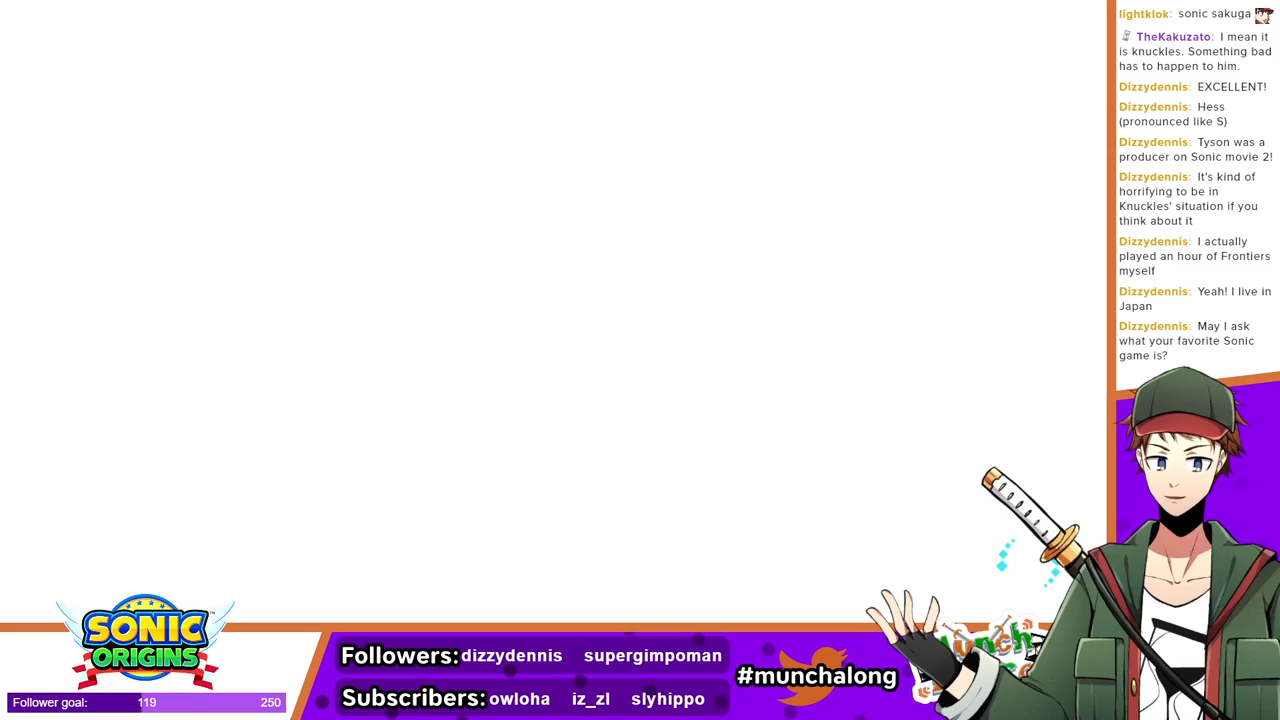 lightklok: sonic sakuga
TheKakuzato: I mean it
is knuckles. Something bad
has to happen to him.
Dizzydennis: EXCELLENT!
Dizzydennis: Hess
(pronounced like S)
Dizzydennis: Tyson was a
producer on Sonic movie 2!
Dizzydennis: It's kind of
horrifying to be in
Knuckles' situation if you
think about it
Dizzydennis: I actually
played an hour of Frontiers
myself
Dizzydennis: Yeah! I live in
Japan
Dizzydennis: May I ask
what your favorite Sonic
game is?
SONIC
ORIGINS
TM
Follower goal: 119 250
Followers: dizzydennis supergimpoman
Subscribers: owloha iz_zl slyhippo
#munchalong